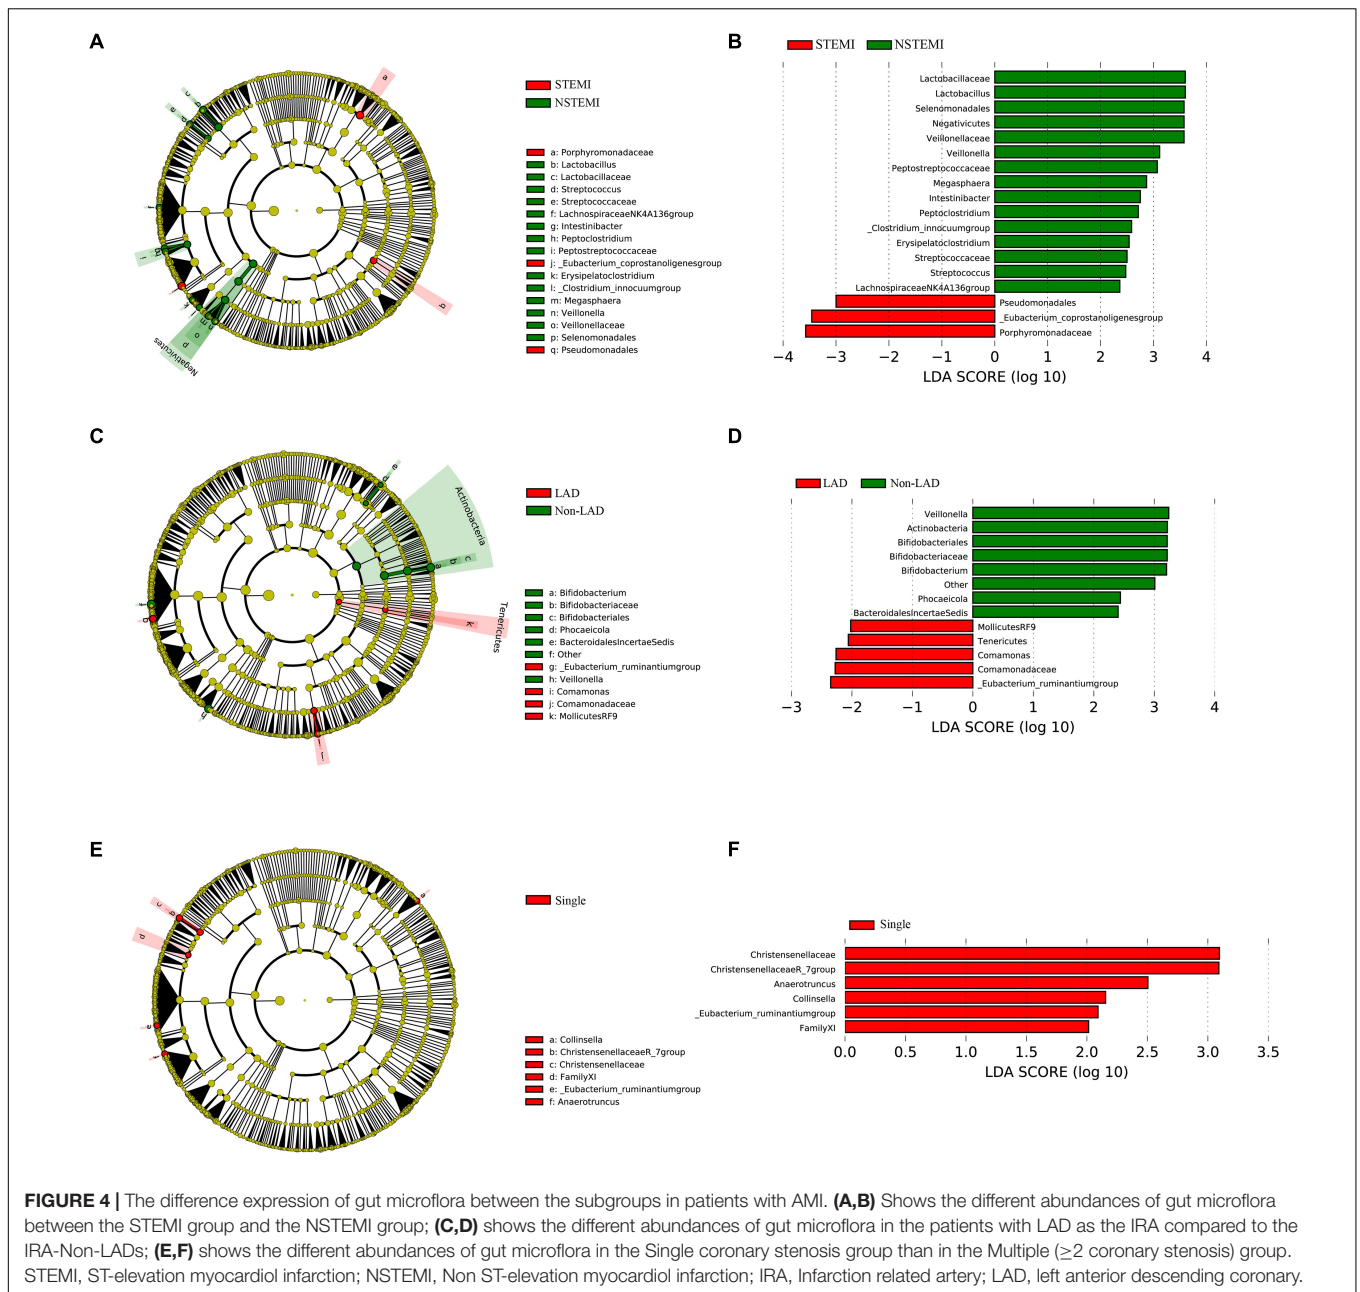 A
STEMI
NSTEMI
a: Porphyromonadaceae
b: Lactobacillus
c: Lactobacillaceae
d: Streptococcus
e: Streptococcaceae
f: LachnospiraceaeNK4A136group
g: Intestinibacter
h: Peptoclostridium
i: Peptostreptococcaceae
j: _Eubacterium_coprostanoligenesgroup
k: Erysipelatoclostridium
l: _Clostridium_innocuumgroup
m: Megasphaera
n: Veillonella
o: Veillonellaceae
p: Selenomonadales
q: Pseudomonadales
a
q
Negativicutes
B
STEMI NSTEMI
Lactobacillaceae
Lactobacillus
Selenomonadales
Negativicutes
Veillonellaceae
Veillonella
Peptostreptococcaceae
Megasphaera
Intestinibacter
Peptoclostridium
_Clostridium_innocuumgroup
Erysipelatoclostridium
Streptococcaceae
Streptococcus
LachnospiraceaeNK4A136group
Pseudomonadales
_Eubacterium_coprostanoligenesgroup
Porphyromonadaceae
−4 −3 −2 −1 0 1 2 3 4
LDA SCORE (log 10)
C
LAD
Non-LAD
Actinobacteria
Tenericutes
a: Bifidobacterium
b: Bifidobacteriaceae
c: Bifidobacteriales
d: Phocaeicola
e: BacteroidalesIncertaeSedis
f: Other
g: _Eubacterium_ruminantiumgroup
h: Veillonella
i: Comamonas
j: Comamonadaceae
k: MollicutesRF9
D
LAD Non-LAD
Veillonella
Actinobacteria
Bifidobacteriales
Bifidobacteriaceae
Bifidobacterium
Other
Phocaeicola
BacteroidalesIncertaeSedis
MollicutesRF9
Tenericutes
Comamonas
Comamonadaceae
_Eubacterium_ruminantiumgroup
−3 −2 −1 0 1 2 3 4
LDA SCORE (log 10)
E
Single
a: Collinsella
b: ChristensenellaceaeR_7group
c: Christensenellaceae
d: FamilyXI
e: _Eubacterium_ruminantiumgroup
f: Anaerotruncus
F
Single
Christensenellaceae
ChristensenellaceaeR_7group
Anaerotruncus
Collinsella
_Eubacterium_ruminantiumgroup
FamilyXI
0.0 0.5 1.0 1.5 2.0 2.5 3.0 3.5
LDA SCORE (log 10)
FIGURE 4 | The difference expression of gut microflora between the subgroups in patients with AMI. (A,B) Shows the different abundances of gut microflora
between the STEMI group and the NSTEMI group; (C,D) shows the different abundances of gut microflora in the patients with LAD as the IRA compared to the
IRA-Non-LADs; (E,F) shows the different abundances of gut microflora in the Single coronary stenosis group than in the Multiple (≥2 coronary stenosis) group.
STEMI, ST-elevation myocardiol infarction; NSTEMI, Non ST-elevation myocardiol infarction; IRA, Infarction related artery; LAD, left anterior descending coronary.